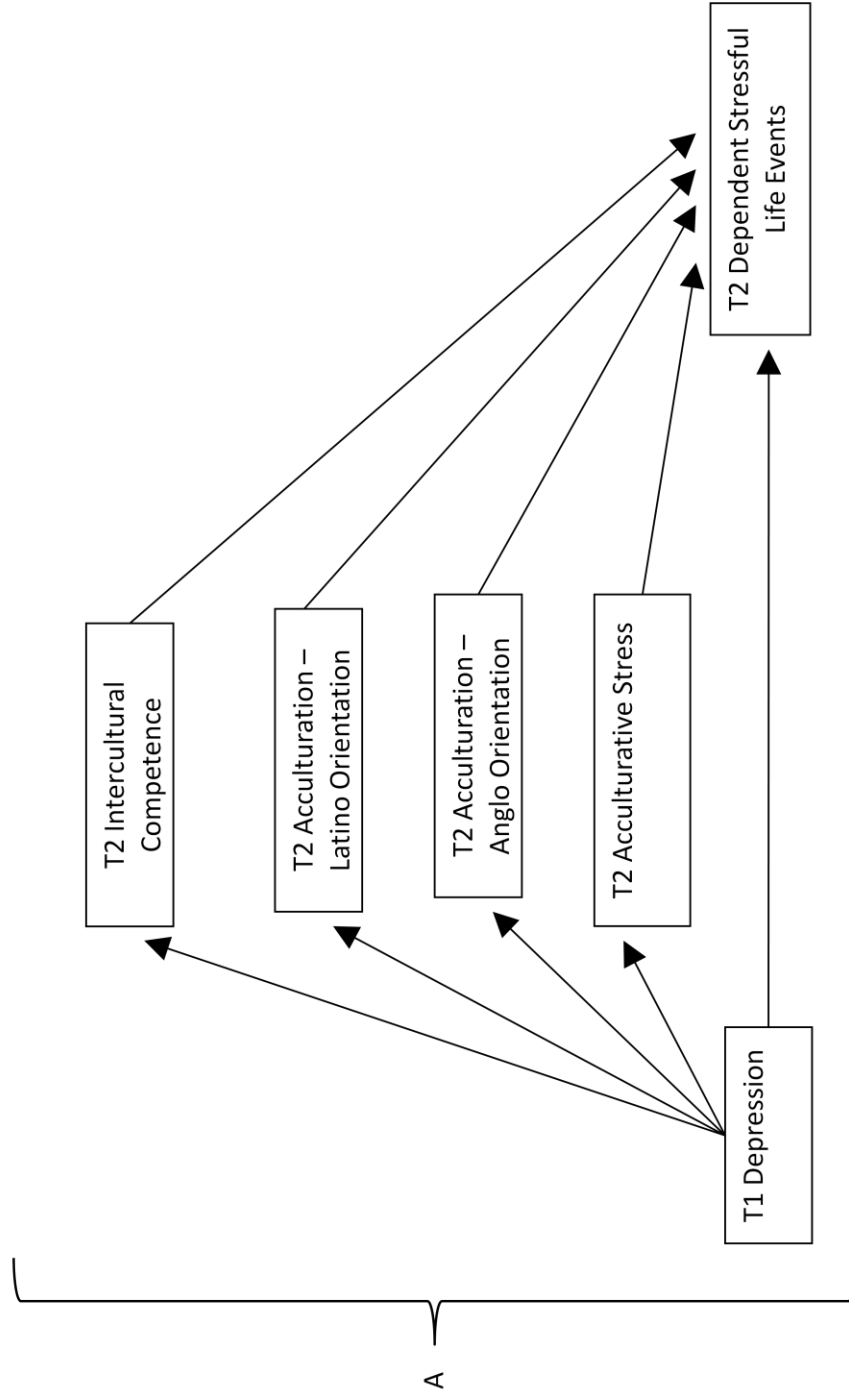 A
T2 Intercultural
Competence
T2 Acculturation –
Latino Orientation
T2 Acculturation –
Anglo Orientation
T2 Acculturative Stress
T1 Depression
T2 Dependent Stressful
Life Events